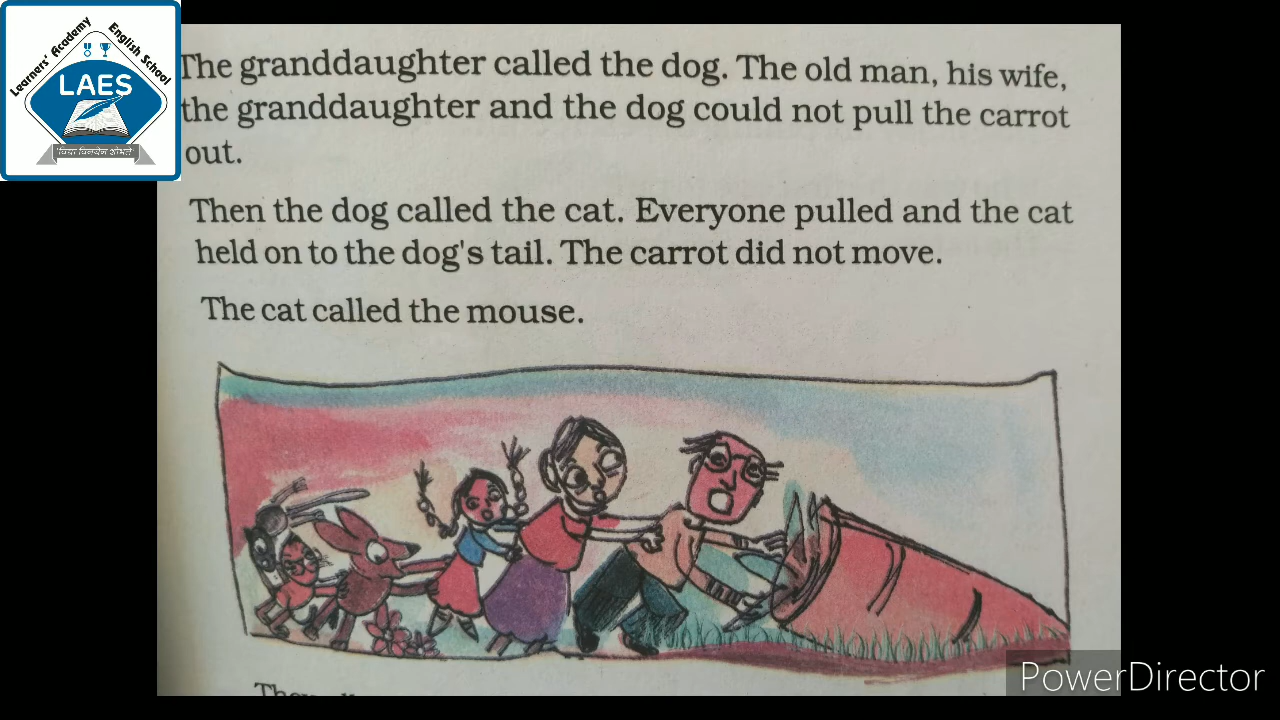 Learners' Academy English School
LAES
The granddaughter called the dog. The old man, his wife,
the granddaughter and the dog could not pull the carrot
out.
Then the dog called the cat. Everyone pulled and the cat
held on to the dog's tail. The carrot did not move.
The cat called the mouse.
PowerDirector